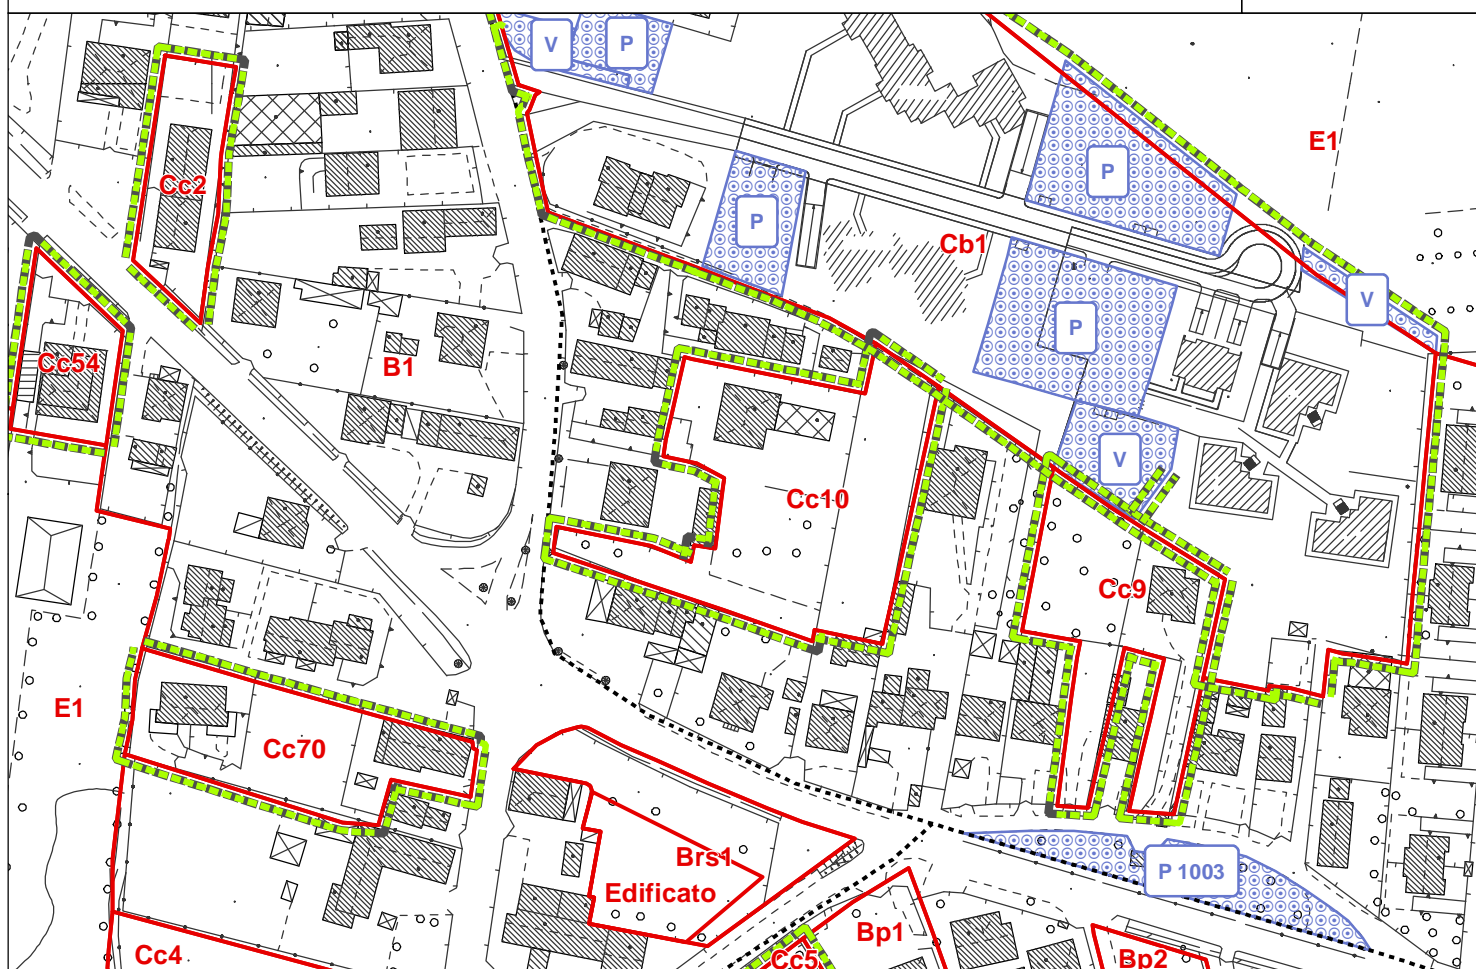 V
P
E1
P
Cc2
P
Cb1
V
P
Cc54
B1
V
Cc10
Cc9
E1
Cc70
Brs1
P 1003
Edificato
Bp1
Cc4
Cc5
Bp2